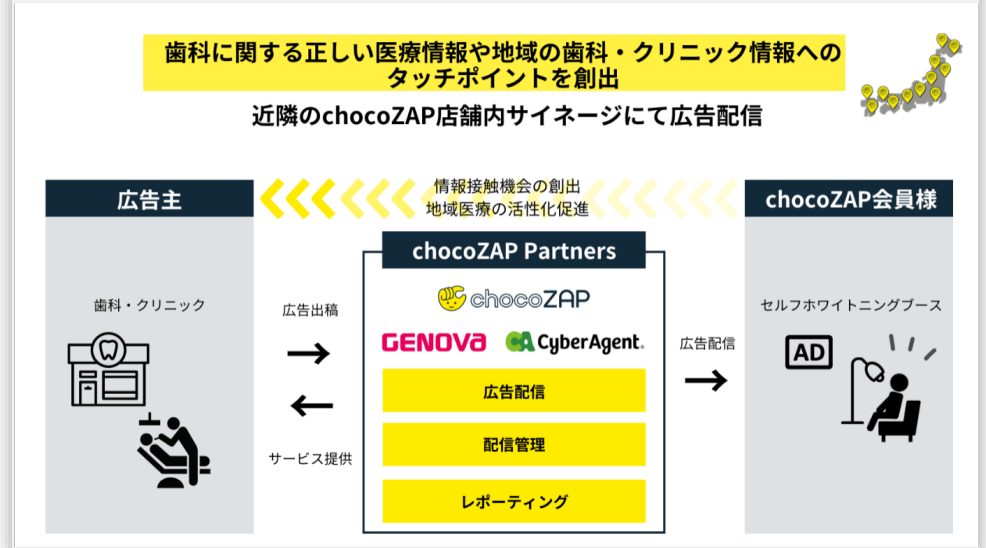 歯科に関する正しい医療情報や地域の歯科・クリニック情報への
タッチポイントを創出
近隣のchocoZAP店舗内サイネージにて広告配信
広告主
情報接触機会の創出
地域医療の活性化促進
chocoZAP会員様
chocoZAP Partners
歯科・クリニック
広告出稿
サービス提供
chocoZAP
GENOVA
CA CyberAgent.
広告配信
配信管理
レポーティング
広告配信
セルフホワイトニングブース
AD